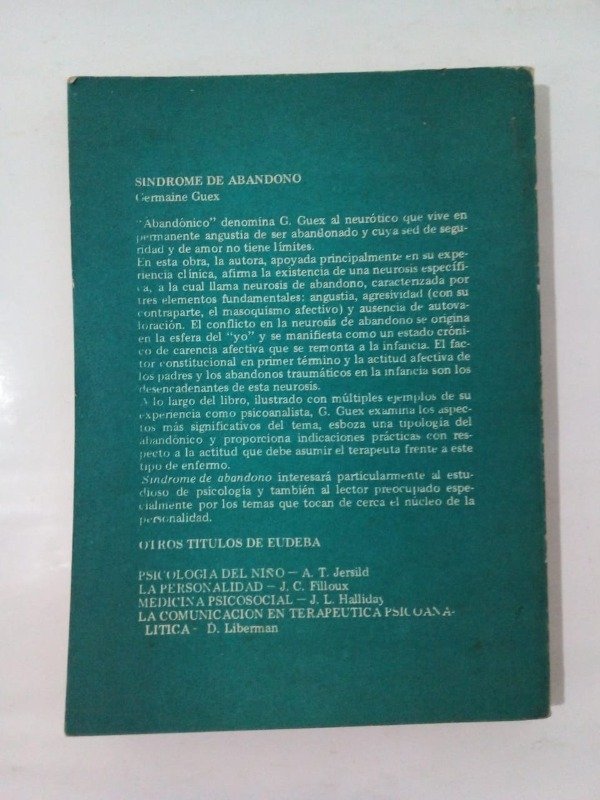 SINDROME DE ABANDONO
Germaine Guex
"Abandónico" denomina G. Guex al neurótico que vive en
permanente angustia de ser abandonado y cuya sed de segu-
ridad y de amor no tiene límites.
En esta obra, la autora, apoyada principalmente en su expe-
riencia clínica, afirma la existencia de una neurosis específi-
ca, a la cual llama neurosis de abandono, caracterizada por
tres elementos fundamentales: angustia, agresividad (con su
contraparte, el masoquismo afectivo) y ausencia de autova-
loración. El conflicto en la neurosis de abandono se origina
en la esfera del "yo" y se manifiesta como un estado cróni-
co de carencia afectiva que se remonta a la infancia. El fac-
tor constitucional en primer término y la actitud afectiva de
los padres y los abandonos traumáticos en la infancia son los
desencadenantes de esta neurosis.
A lo largo del libro, ilustrado con múltiples ejemplos de su
experiencia como psicoanalista, G. Guex examina los aspec-
tos más significativos del tema, esboza una tipología del
abandónico y proporciona indicaciones prácticas con res-
pecto a la actitud que debe asumir el terapeuta frente a este
tipo de enfermo.
Síndrome de abandono interesará particularmente al estu-
dioso de psicología y también al lector preocupado espe-
cialmente por los temas que tocan de cerca el núcleo de la
personalidad.
OTROS TITULOS DE EUDEBA
PSICOLOGIA DEL NIÑO — A. T. Jersild
LA PERSONALIDAD — J. C. Filloux
MEDICINA PSICOSOCIAL — J. L. Halliday
LA COMUNICACION EN TERAPEUTICA PSICOANA-
LITICA - D. Liberman